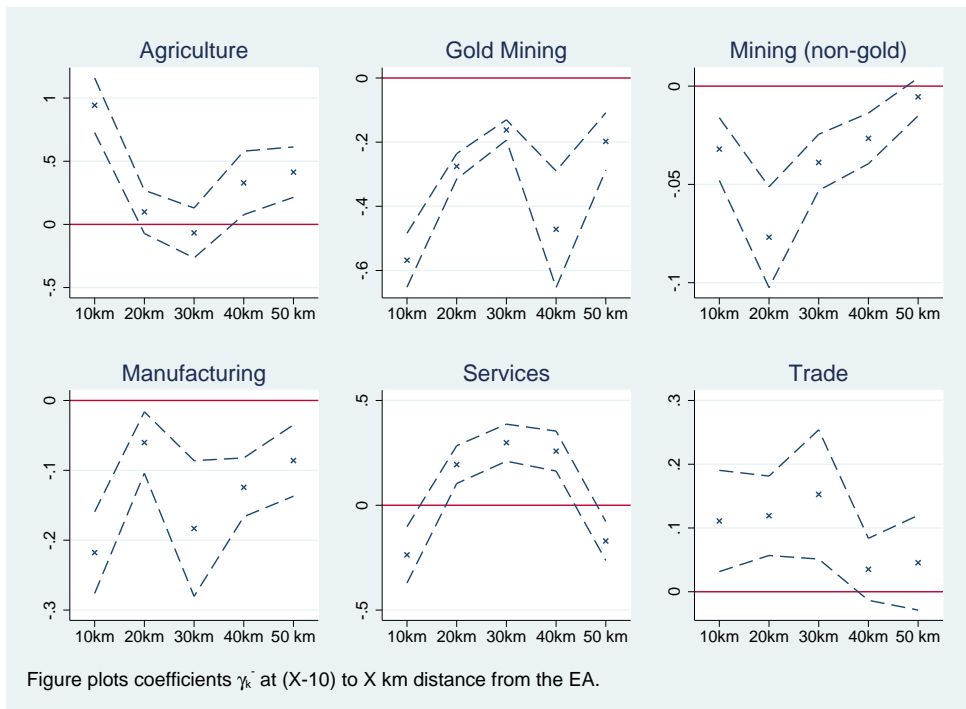 Agriculture
1
.5
0
-.5
10km 20km 30km 40km 50 km
Gold Mining
0
-.2
-.4
-.6
10km 20km 30km 40km 50 km
Mining (non-gold)
0
-.05
-.1
10km 20km 30km 40km 50 km
Manufacturing
0
-.1
-.2
-.3
10km 20km 30km 40km 50 km
Services
.5
0
-.5
10km 20km 30km 40km 50 km
Trade
.3
.2
.1
0
10km 20km 30km 40km 50 km
Figure plots coefficients γₖ⁻ at (X-10) to X km distance from the EA.